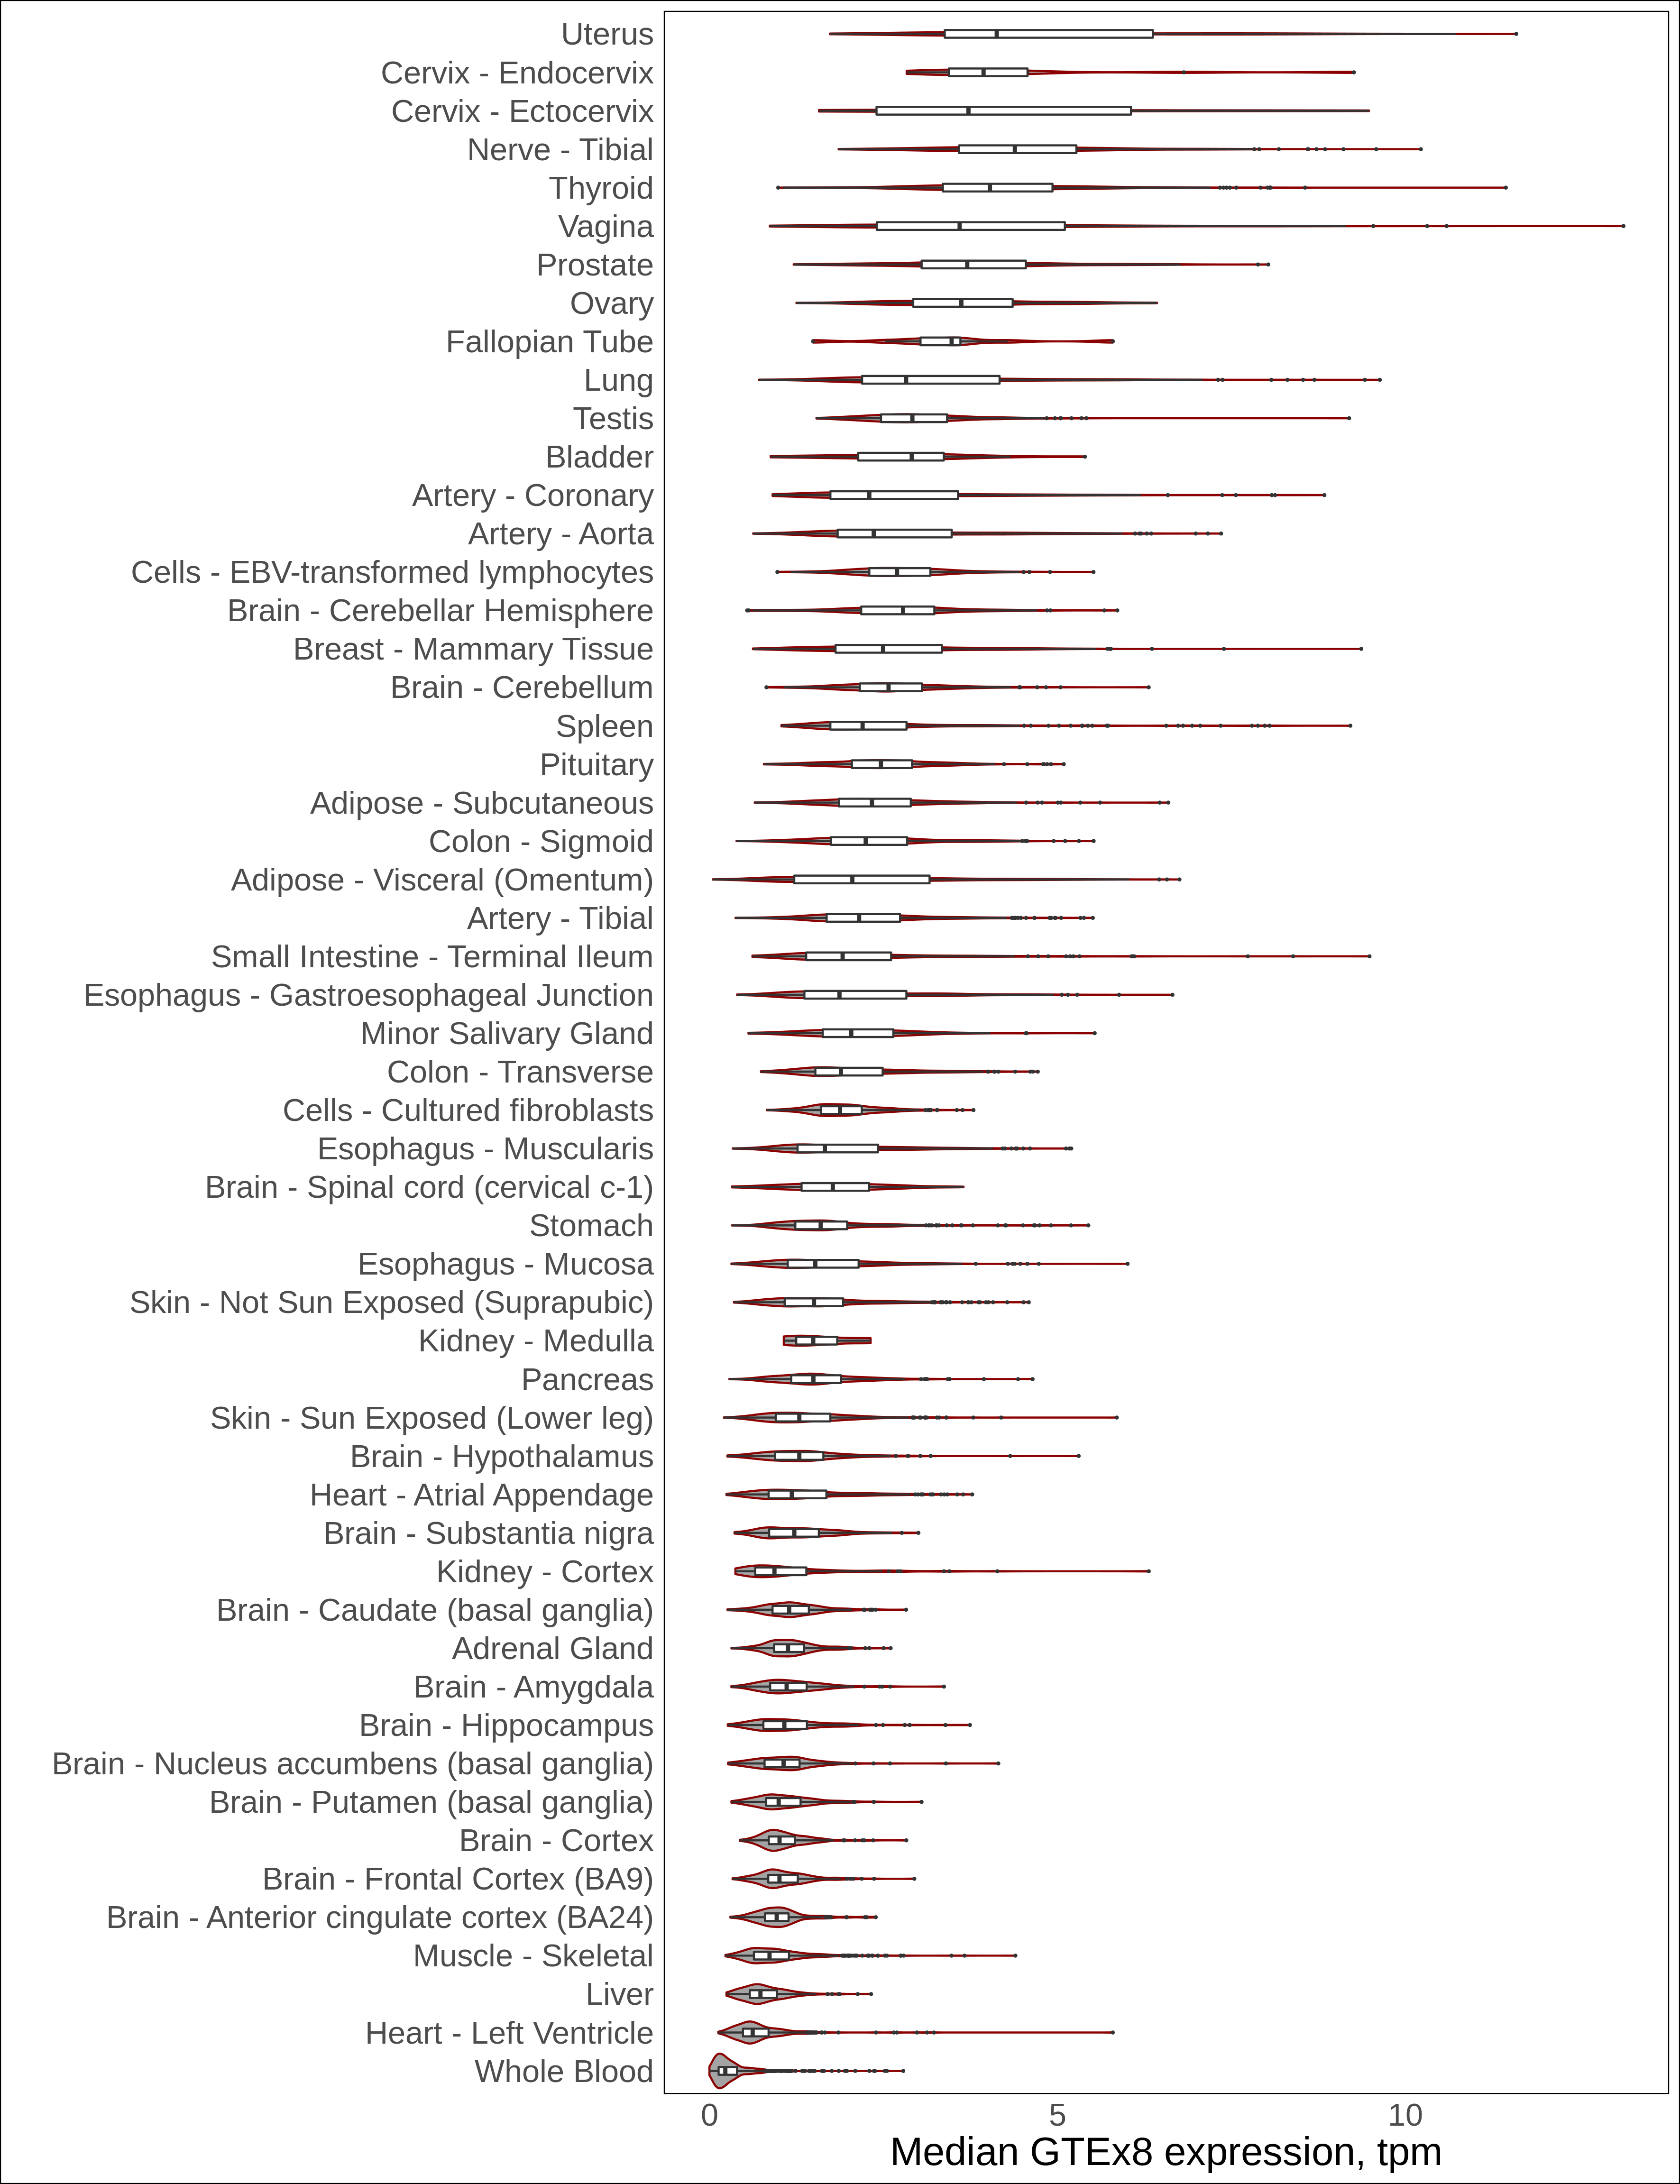 Uterus
Cervix - Endocervix
Cervix - Ectocervix
Nerve - Tibial
Thyroid
Vagina
Prostate
Ovary
Fallopian Tube
Lung
Testis
Bladder
Artery - Coronary
Artery - Aorta
Cells - EBV-transformed lymphocytes
Brain - Cerebellar Hemisphere
Breast - Mammary Tissue
Brain - Cerebellum
Spleen
Pituitary
Adipose - Subcutaneous
Colon - Sigmoid
Adipose - Visceral (Omentum)
Artery - Tibial
Small Intestine - Terminal Ileum
Esophagus - Gastroesophageal Junction
Minor Salivary Gland
Colon - Transverse
Cells - Cultured fibroblasts
Esophagus - Muscularis
Brain - Spinal cord (cervical c-1)
Stomach
Esophagus - Mucosa
Skin - Not Sun Exposed (Suprapubic)
Kidney - Medulla
Pancreas
Skin - Sun Exposed (Lower leg)
Brain - Hypothalamus
Heart - Atrial Appendage
Brain - Substantia nigra
Kidney - Cortex
Brain - Caudate (basal ganglia)
Adrenal Gland
Brain - Amygdala
Brain - Hippocampus
Brain - Nucleus accumbens (basal ganglia)
Brain - Putamen (basal ganglia)
Brain - Cortex
Brain - Frontal Cortex (BA9)
Brain - Anterior cingulate cortex (BA24)
Muscle - Skeletal
Liver
Heart - Left Ventricle
Whole Blood
0 5 10
Median GTEx8 expression, tpm